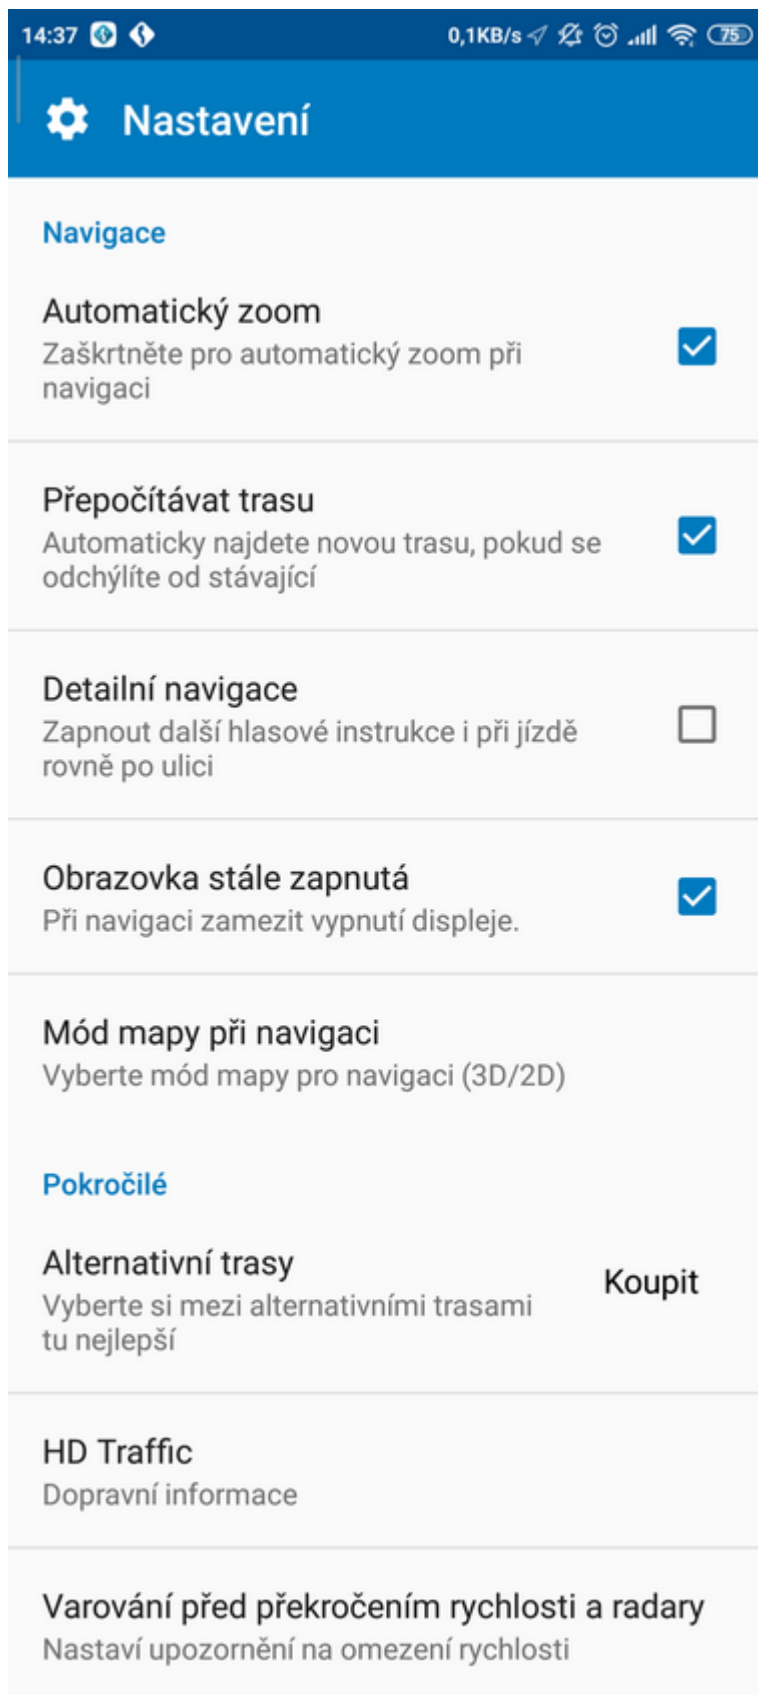 14:37 0,1KB/s 75
Nastavení
Navigace
Automatický zoom
Zaškrtněte pro automatický zoom při
navigaci
Přepočítávat trasu
Automaticky najdete novou trasu, pokud se
odchýlíte od stávající
Detailní navigace
Zapnout další hlasové instrukce i při jízdě
rovně po ulici
Obrazovka stále zapnutá
Při navigaci zamezit vypnutí displeje.
Mód mapy při navigaci
Vyberte mód mapy pro navigaci (3D/2D)
Pokročilé
Alternativní trasy
Koupit
Vyberte si mezi alternativními trasami
tu nejlepší
HD Traffic
Dopravní informace
Varování před překročením rychlosti a radary
Nastaví upozornění na omezení rychlosti